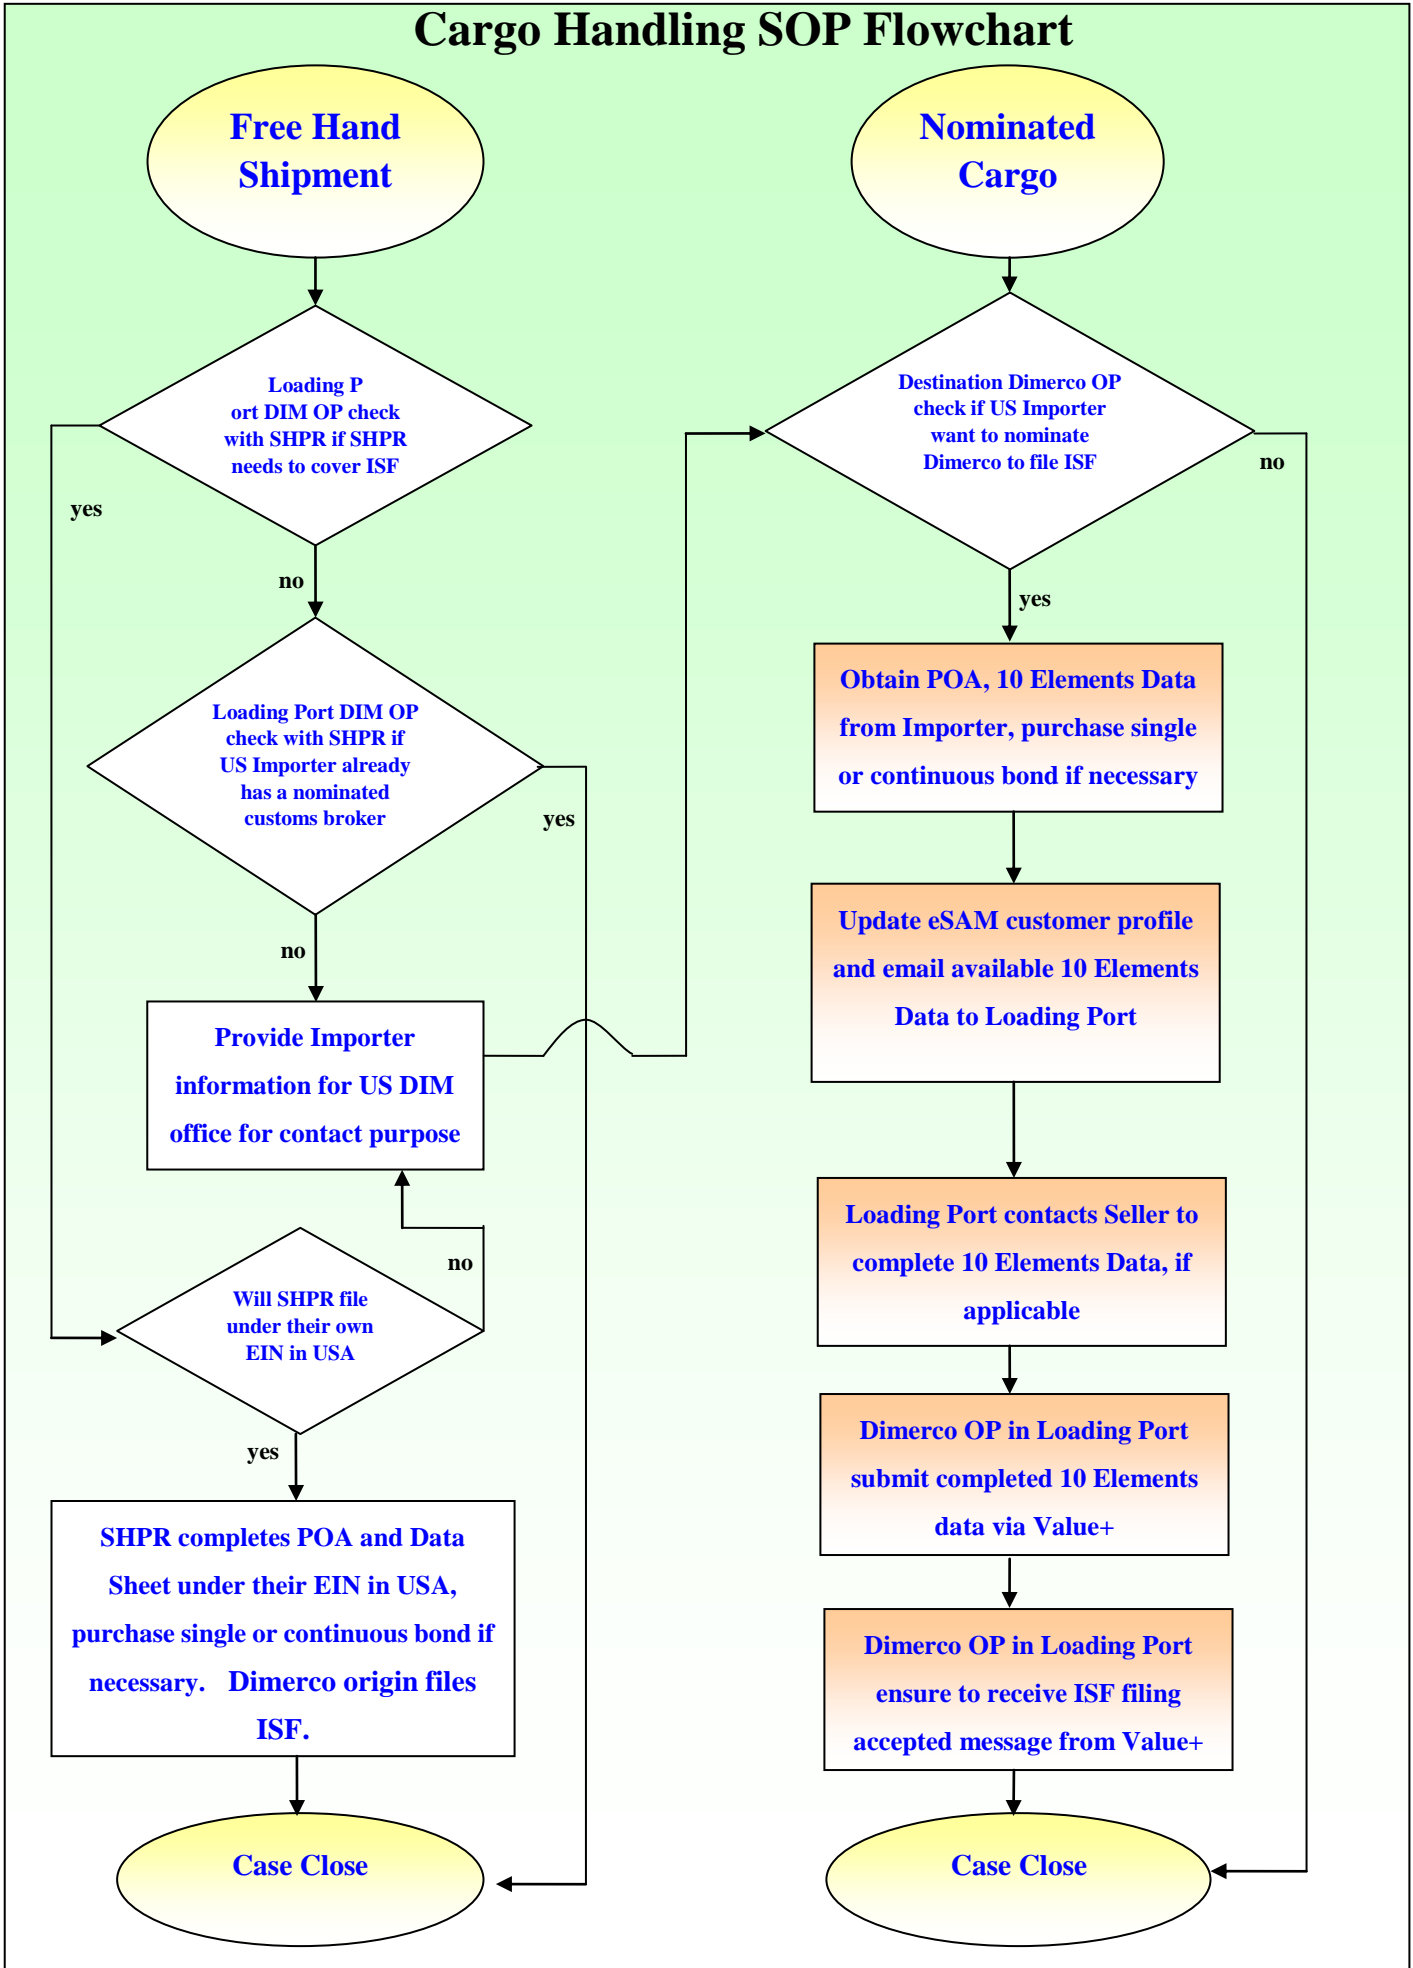 Cargo Handling SOP Flowchart
Free Hand
Shipment
Loading P
ort DIM OP check
with SHPR if SHPR
needs to cover ISF
yes
no
Loading Port DIM OP
check with SHPR if
US Importer already
has a nominated
customs broker
yes
no
Provide Importer
information for US DIM
office for contact purpose
no
Will SHPR file
under their own
EIN in USA
yes
SHPR completes POA and Data
Sheet under their EIN in USA,
purchase single or continuous bond if
necessary. Dimerco origin files
ISF.
Case Close
Nominated
Cargo
Destination Dimerco OP
check if US Importer
want to nominate
Dimerco to file ISF
no
yes
Obtain POA, 10 Elements Data
from Importer, purchase single
or continuous bond if necessary
Update eSAM customer profile
and email available 10 Elements
Data to Loading Port
Loading Port contacts Seller to
complete 10 Elements Data, if
applicable
Dimerco OP in Loading Port
submit completed 10 Elements
data via Value+
Dimerco OP in Loading Port
ensure to receive ISF filing
accepted message from Value+
Case Close